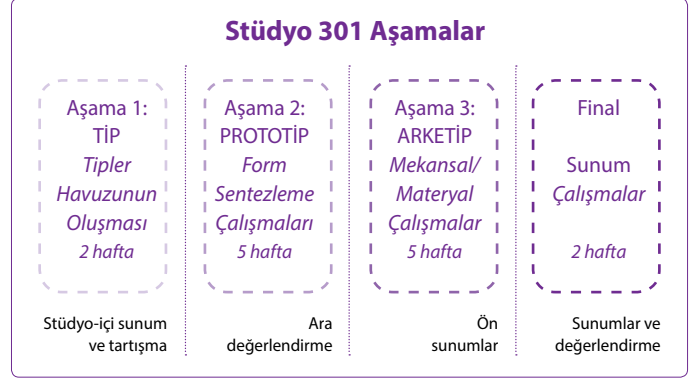 Stüdyo 301 Aşamalar
Aşama 1:
TİP
Tipler
Havuzunun
Oluşması
2 hafta
Stüdyo-içi sunum
ve tartışma
Aşama 2:
PROTOTİP
Form
Sentezleme
Çalışmaları
5 hafta
Ara
değerlendirme
Aşama 3:
ARKETİP
Mekansal/
Materyal
Çalışmalar
5 hafta
Ön
sunumlar
Final
Sunum
Çalışmalar
2 hafta
Sunumlar ve
değerlendirme